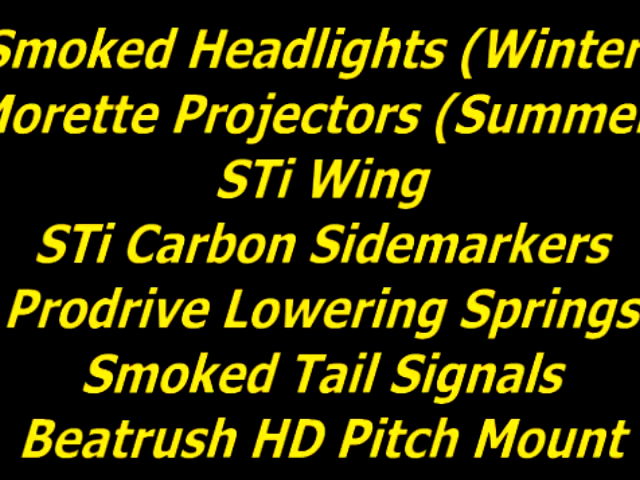 Smoked Headlights (Winter
Morette Projectors (Summer
STi Wing
STi Carbon Sidemarkers
Prodrive Lowering Springs
Smoked Tail Signals
Beatrush HD Pitch Mount